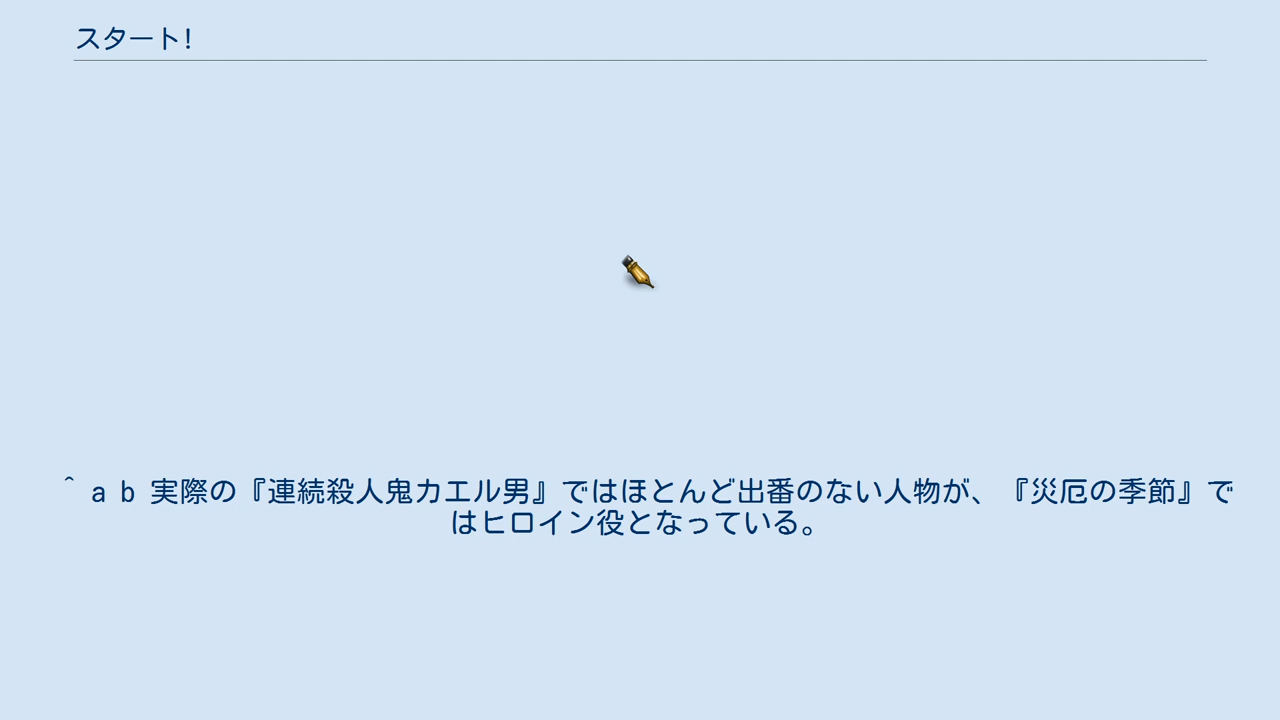 スタート!
^ a b 実際の『連続殺人鬼カエル男』ではほとんど出番のない人物が、『災厄の季節』で
はヒロイン役となっている。